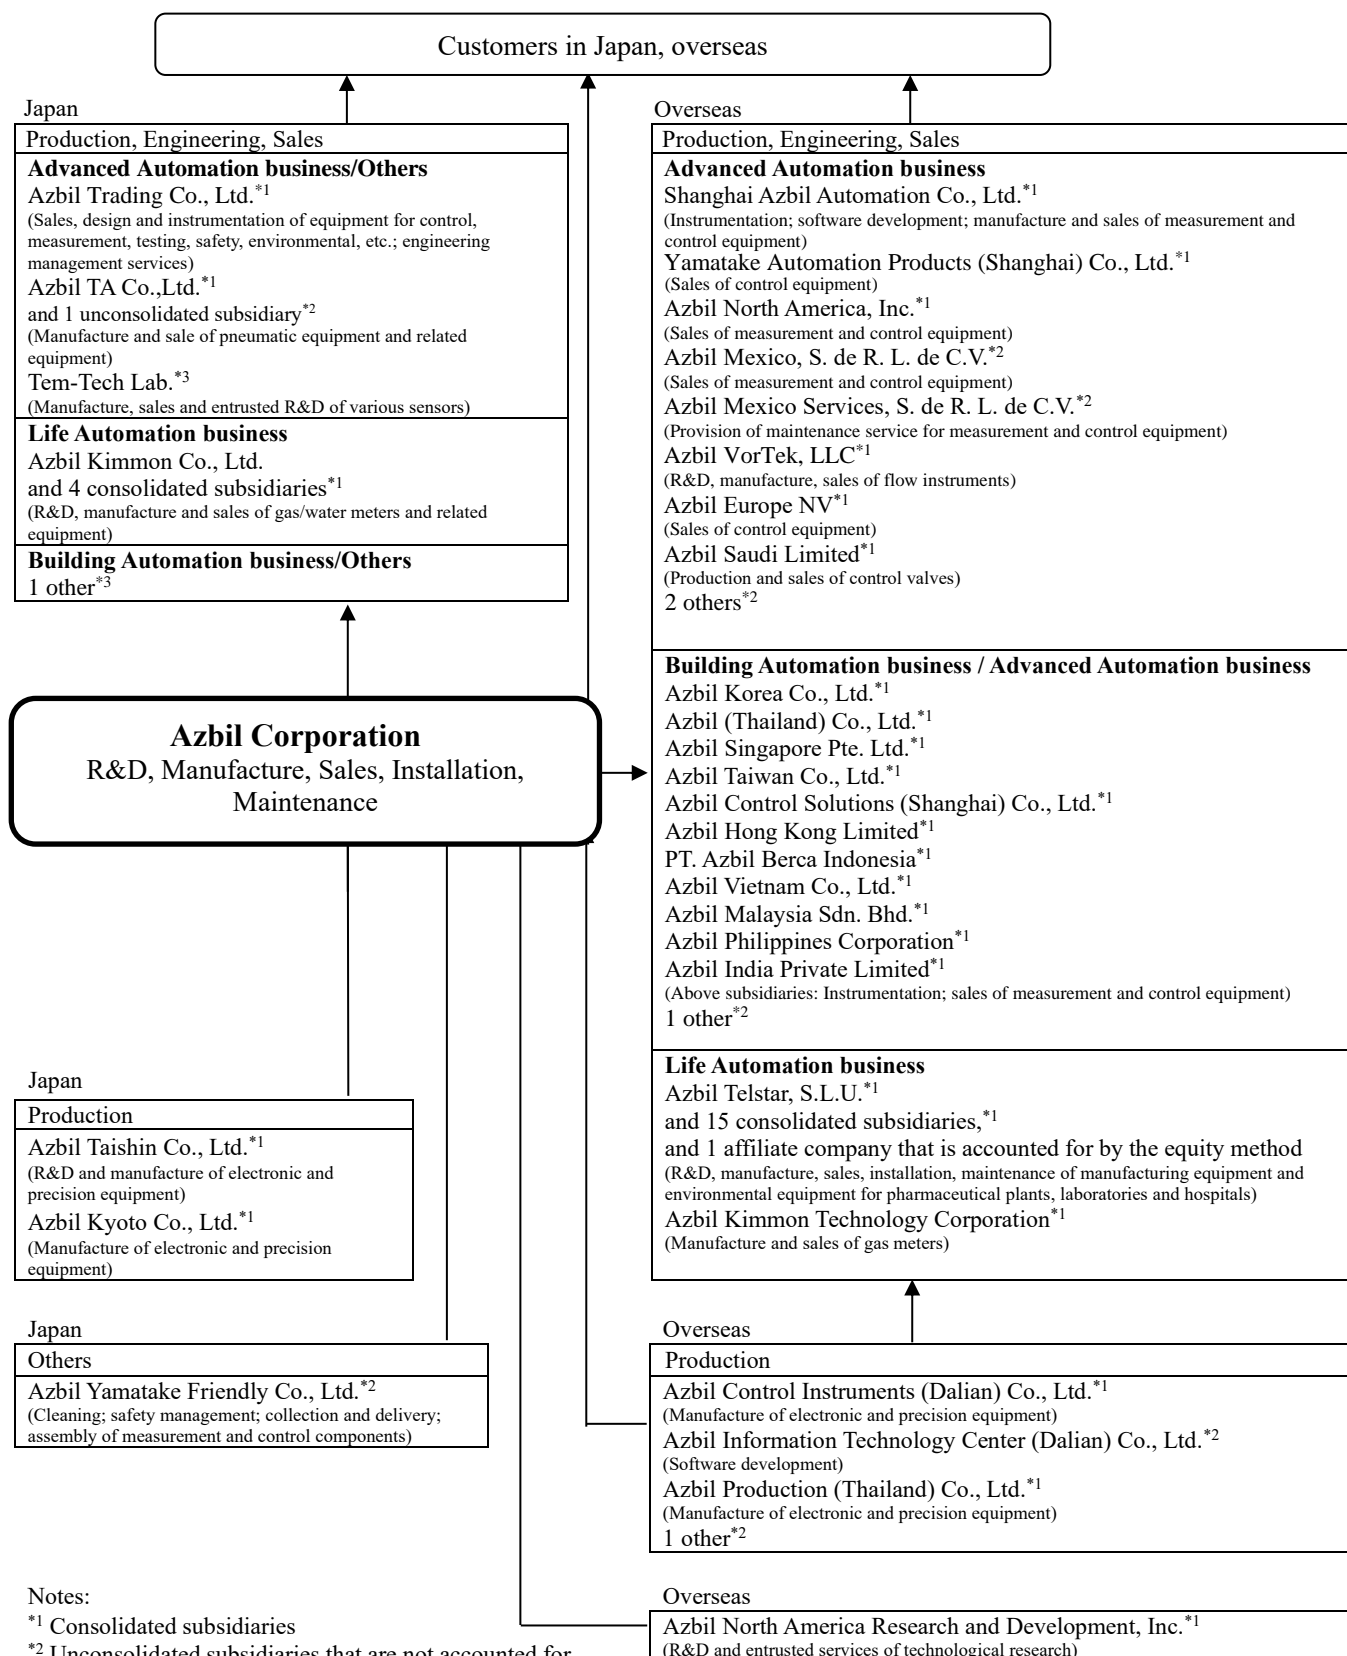 Customers in Japan, overseas
Japan
Production, Engineering, Sales
Advanced Automation business/Others
Azbil Trading Co., Ltd.*1
(Sales, design and instrumentation of equipment for control,
measurement, testing, safety, environmental, etc.; engineering
management services)
Azbil TA Co.,Ltd.*1
and 1 unconsolidated subsidiary*2
(Manufacture and sale of pneumatic equipment and related
equipment)
Tem-Tech Lab.*3
(Manufacture, sales and entrusted R&D of various sensors)
Life Automation business
Azbil Kimmon Co., Ltd.
and 4 consolidated subsidiaries*1
(R&D, manufacture and sales of gas/water meters and related
equipment)
Building Automation business/Others
1 other*3
Azbil Corporation
R&D, Manufacture, Sales, Installation,
Maintenance
Japan
Production
Azbil Taishin Co., Ltd.*1
(R&D and manufacture of electronic and
precision equipment)
Azbil Kyoto Co., Ltd.*1
(Manufacture of electronic and precision
equipment)
Japan
Others
Azbil Yamatake Friendly Co., Ltd.*2
(Cleaning; safety management; collection and delivery;
assembly of measurement and control components)
Overseas
Production, Engineering, Sales
Advanced Automation business
Shanghai Azbil Automation Co., Ltd.*1
(Instrumentation; software development; manufacture and sales of measurement and
control equipment)
Yamatake Automation Products (Shanghai) Co., Ltd.*1
(Sales of control equipment)
Azbil North America, Inc.*1
(Sales of measurement and control equipment)
Azbil Mexico, S. de R. L. de C.V.*2
(Sales of measurement and control equipment)
Azbil Mexico Services, S. de R. L. de C.V.*2
(Provision of maintenance service for measurement and control equipment)
Azbil VorTek, LLC*1
(R&D, manufacture, sales of flow instruments)
Azbil Europe NV*1
(Sales of control equipment)
Azbil Saudi Limited*1
(Production and sales of control valves)
2 others*2
Building Automation business / Advanced Automation business
Azbil Korea Co., Ltd.*1
Azbil (Thailand) Co., Ltd.*1
Azbil Singapore Pte. Ltd.*1
Azbil Taiwan Co., Ltd.*1
Azbil Control Solutions (Shanghai) Co., Ltd.*1
Azbil Hong Kong Limited*1
PT. Azbil Berca Indonesia*1
Azbil Vietnam Co., Ltd.*1
Azbil Malaysia Sdn. Bhd.*1
Azbil Philippines Corporation*1
Azbil India Private Limited*1
(Above subsidiaries: Instrumentation; sales of measurement and control equipment)
1 other*2
Life Automation business
Azbil Telstar, S.L.U.*1
and 15 consolidated subsidiaries,*1
and 1 affiliate company that is accounted for by the equity method
(R&D, manufacture, sales, installation, maintenance of manufacturing equipment and
environmental equipment for pharmaceutical plants, laboratories and hospitals)
Azbil Kimmon Technology Corporation*1
(Manufacture and sales of gas meters)
Overseas
Production
Azbil Control Instruments (Dalian) Co., Ltd.*1
(Manufacture of electronic and precision equipment)
Azbil Information Technology Center (Dalian) Co., Ltd.*2
(Software development)
Azbil Production (Thailand) Co., Ltd.*1
(Manufacture of electronic and precision equipment)
1 other*2
Notes:
*1 Consolidated subsidiaries
*2 Unconsolidated subsidiaries that are not accounted for
Overseas
Azbil North America Research and Development, Inc.*1
(R&D and entrusted services of technological research)